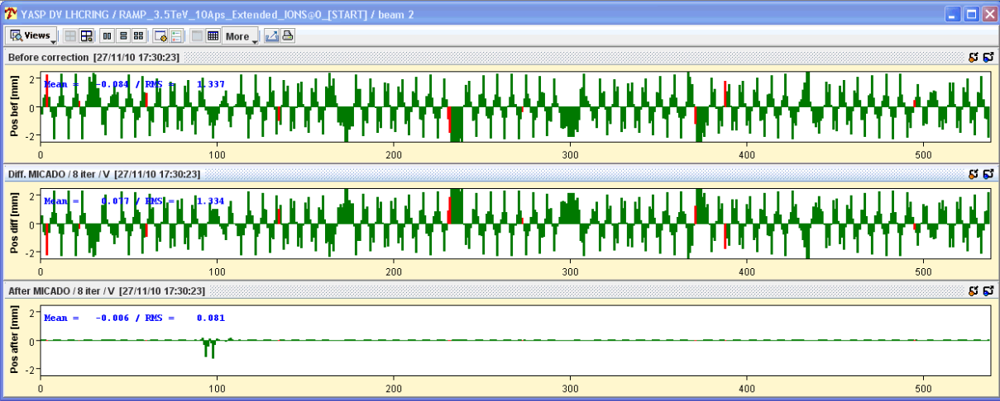 YASP DV LHCRING / RAMP_3.5TeV_10Aps_Extended_IONS@0_[START] / beam 2
Views More
Before correction [27/11/10 17:30:23]
Pos bef [mm]
Mean = -0.084 / RMS = 1.337
2
0
-2
0 100 200 300 400 500
Diff. MICADO / 8 iter / V [27/11/10 17:30:23]
Pos diff [mm]
Mean = 0.077 / RMS = 1.334
2
0
-2
0 100 200 300 400 500
After MICADO / 8 iter / V [27/11/10 17:30:23]
Pos after [mm]
Mean = -0.006 / RMS = 0.081
2
0
-2
0 100 200 300 400 500